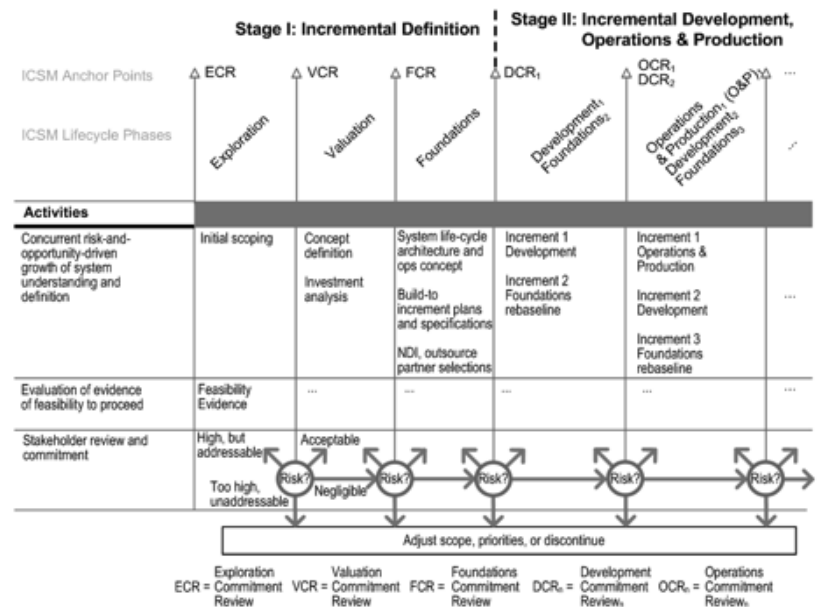 Stage I: Incremental Definition
Stage II: Incremental Development,
Operations & Production
ICSM Anchor Points
ECR
VCR
FCR
DCR₁
OCR₁
DCR₂
...
ICSM Lifecycle Phases
Exploration
Valuation
Foundations
Development₁
Foundations₂
Operations
& Production₁ (O&P)
Development₂
Foundations₃
...
Activities
Concurrent risk-and-
opportunity-driven
growth of system
understanding and
definition
Initial scoping
Concept
definition
Investment
analysis
System life-cycle
architecture and
ops concept
Build-to
increment plans
and specifications
NDI, outsource
partner selections
Increment 1
Development
Increment 2
Foundations
rebaseline
Increment 1
Operations &
Production
Increment 2
Development
Increment 3
Foundations
rebaseline
...
Evaluation of evidence
of feasibility to proceed
Feasibility
Evidence
...
...
...
...
...
Stakeholder review and
commitment
High, but
addressable
Too high,
unaddressable
Acceptable
Negligible
Risk?
Risk?
Risk?
Risk?
Risk?
Adjust scope, priorities, or discontinue
ECR = Exploration
Commitment
Review
VCR = Valuation
Commitment
Review
FCR = Foundations
Commitment
Review
DCRₙ = Development
Commitment
Reviewₙ
OCRₙ = Operations
Commitment
Reviewₙ